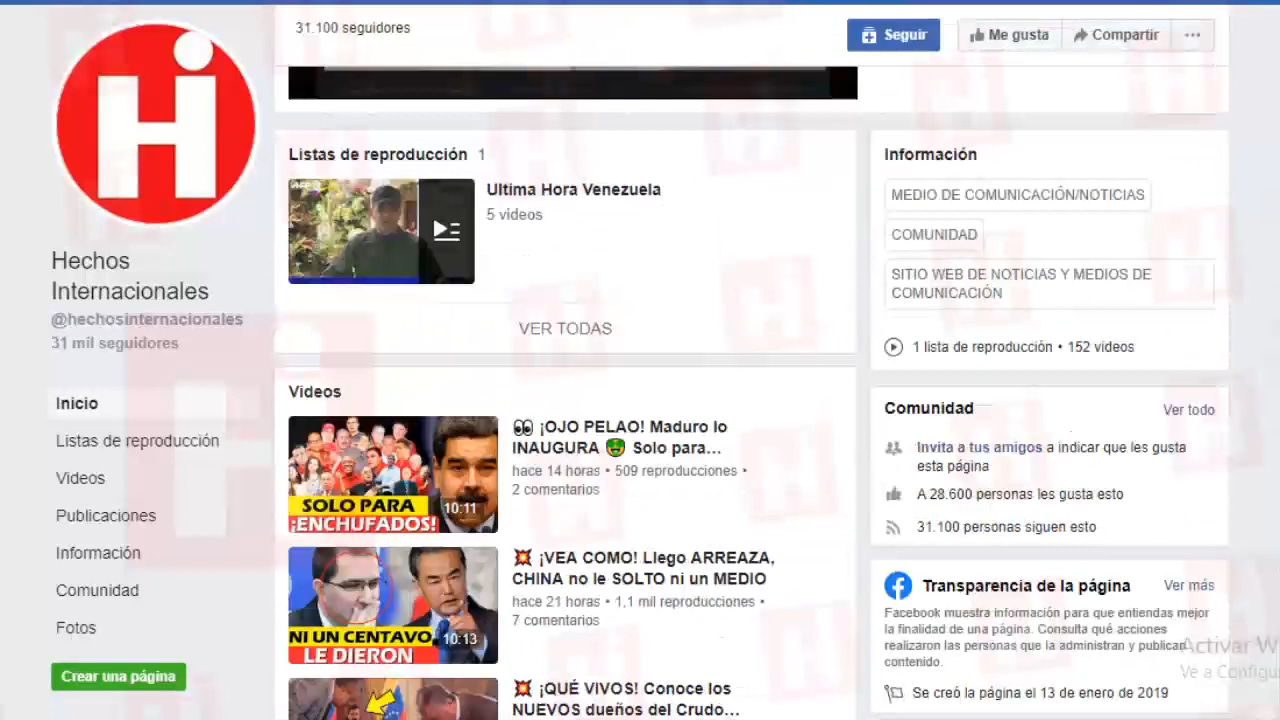 31.100 seguidores
Seguir
Me gusta
Compartir
Hi
Hechos
Internacionales
@hechosinternacionales
31 mil seguidores
Inicio
Listas de reproducción
Videos
Publicaciones
Información
Comunidad
Fotos
Crear una página
Listas de reproducción 1
Ultima Hora Venezuela
5 videos
VER TODAS
Videos
SOLO PARA
¡ENCHUFADOS!
10:11
👀 ¡OJO PELAO! Maduro lo
INAUGURA 🤑 Solo para...
hace 14 horas • 509 reproducciones •
2 comentarios
NI UN CENTAVO
LE DIERON
10:13
💥 ¡VEA COMO! Llego ARREAZA,
CHINA no le SOLTO ni un MEDIO
hace 21 horas • 1,1 mil reproducciones •
7 comentarios
💥 ¡QUÉ VIVOS! Conoce los
NUEVOS dueños del Crudo...
Información
MEDIO DE COMUNICACIÓN/NOTICIAS
COMUNIDAD
SITIO WEB DE NOTICIAS Y MEDIOS DE
COMUNICACIÓN
1 lista de reproducción • 152 videos
Comunidad
Ver todo
Invita a tus amigos a indicar que les gusta
esta página
A 28.600 personas les gusta esto
31.100 personas siguen esto
Transparencia de la página
Ver más
Facebook muestra información para que entiendas mejor
la finalidad de una página. Consulta qué acciones
realizaron las personas que la administran y publican
contenido.
Se creó la página el 13 de enero de 2019
Activar W
Ve a Configu